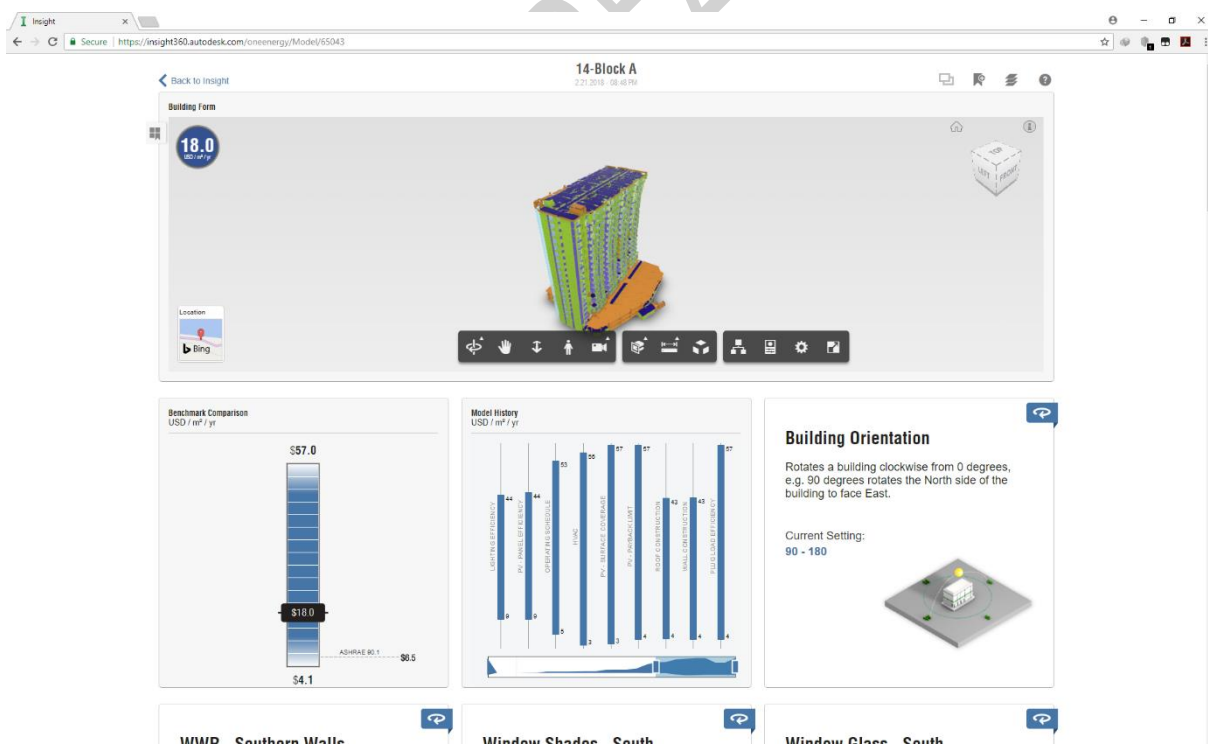 Insight
Secure | https://insight360.autodesk.com/oneenergy/Model/65043
14-Block A
2.21.2018 - 08:48 PM
Back to Insight
Building Form
18.0
USD / m² / yr
TOP
LEFT
FRONT
Location
Bing
Benchmark Comparison
USD / m² / yr
$57.0
$18.0
ASHRAE 90.1
$6.5
$4.1
Model History
USD / m² / yr
44
LIGHTING EFFICIENCY
9
44
PV - PANEL EFFICIENCY
9
53
OPERATING SCHEDULE
5
55
HVAC
3
57
PV - SURFACE COVERAGE
3
57
PV - PAYBACK LIMIT
4
43
ROOF CONSTRUCTION
4
43
WALL CONSTRUCTION
4
57
PLUG LOAD EFFICIENCY
4
Building Orientation
Rotates a building clockwise from 0 degrees,
e.g. 90 degrees rotates the North side of the
building to face East.
Current Setting:
90 - 180
WWR - Southern Walls
Window Shades - South
Window Glass - South